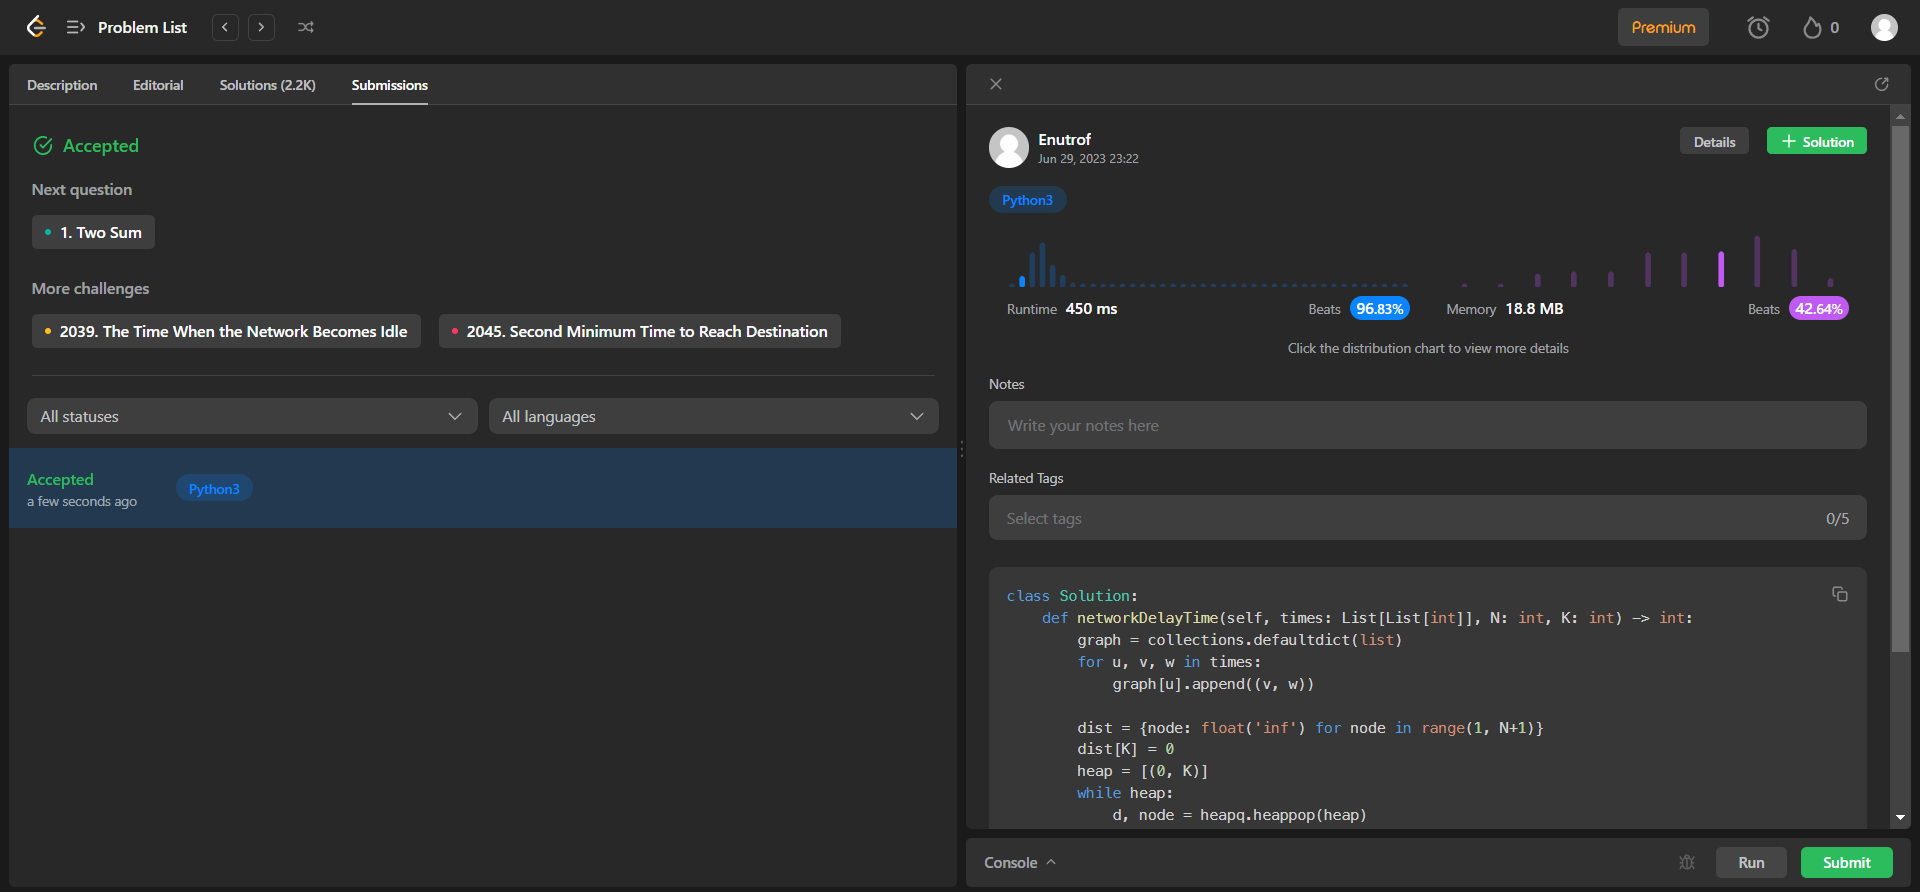 Problem List
Premium
0
Description Editorial Solutions (2.2K) Submissions
Accepted
Next question
1. Two Sum
More challenges
2039. The Time When the Network Becomes Idle
2045. Second Minimum Time to Reach Destination
All statuses
All languages
Accepted
a few seconds ago
Python3
Enutrof
Jun 29, 2023 23:22
Details
Solution
Python3
Runtime 450 ms
Beats 96.83%
Memory 18.8 MB
Beats 42.64%
Click the distribution chart to view more details
Notes
Write your notes here
Related Tags
Select tags
0/5
class Solution:
    def networkDelayTime(self, times: List[List[int]], N: int, K: int) -> int:
        graph = collections.defaultdict(list)
        for u, v, w in times:
            graph[u].append((v, w))

        dist = {node: float('inf') for node in range(1, N+1)}
        dist[K] = 0
        heap = [(0, K)]
        while heap:
            d, node = heapq.heappop(heap)
Console
Run
Submit